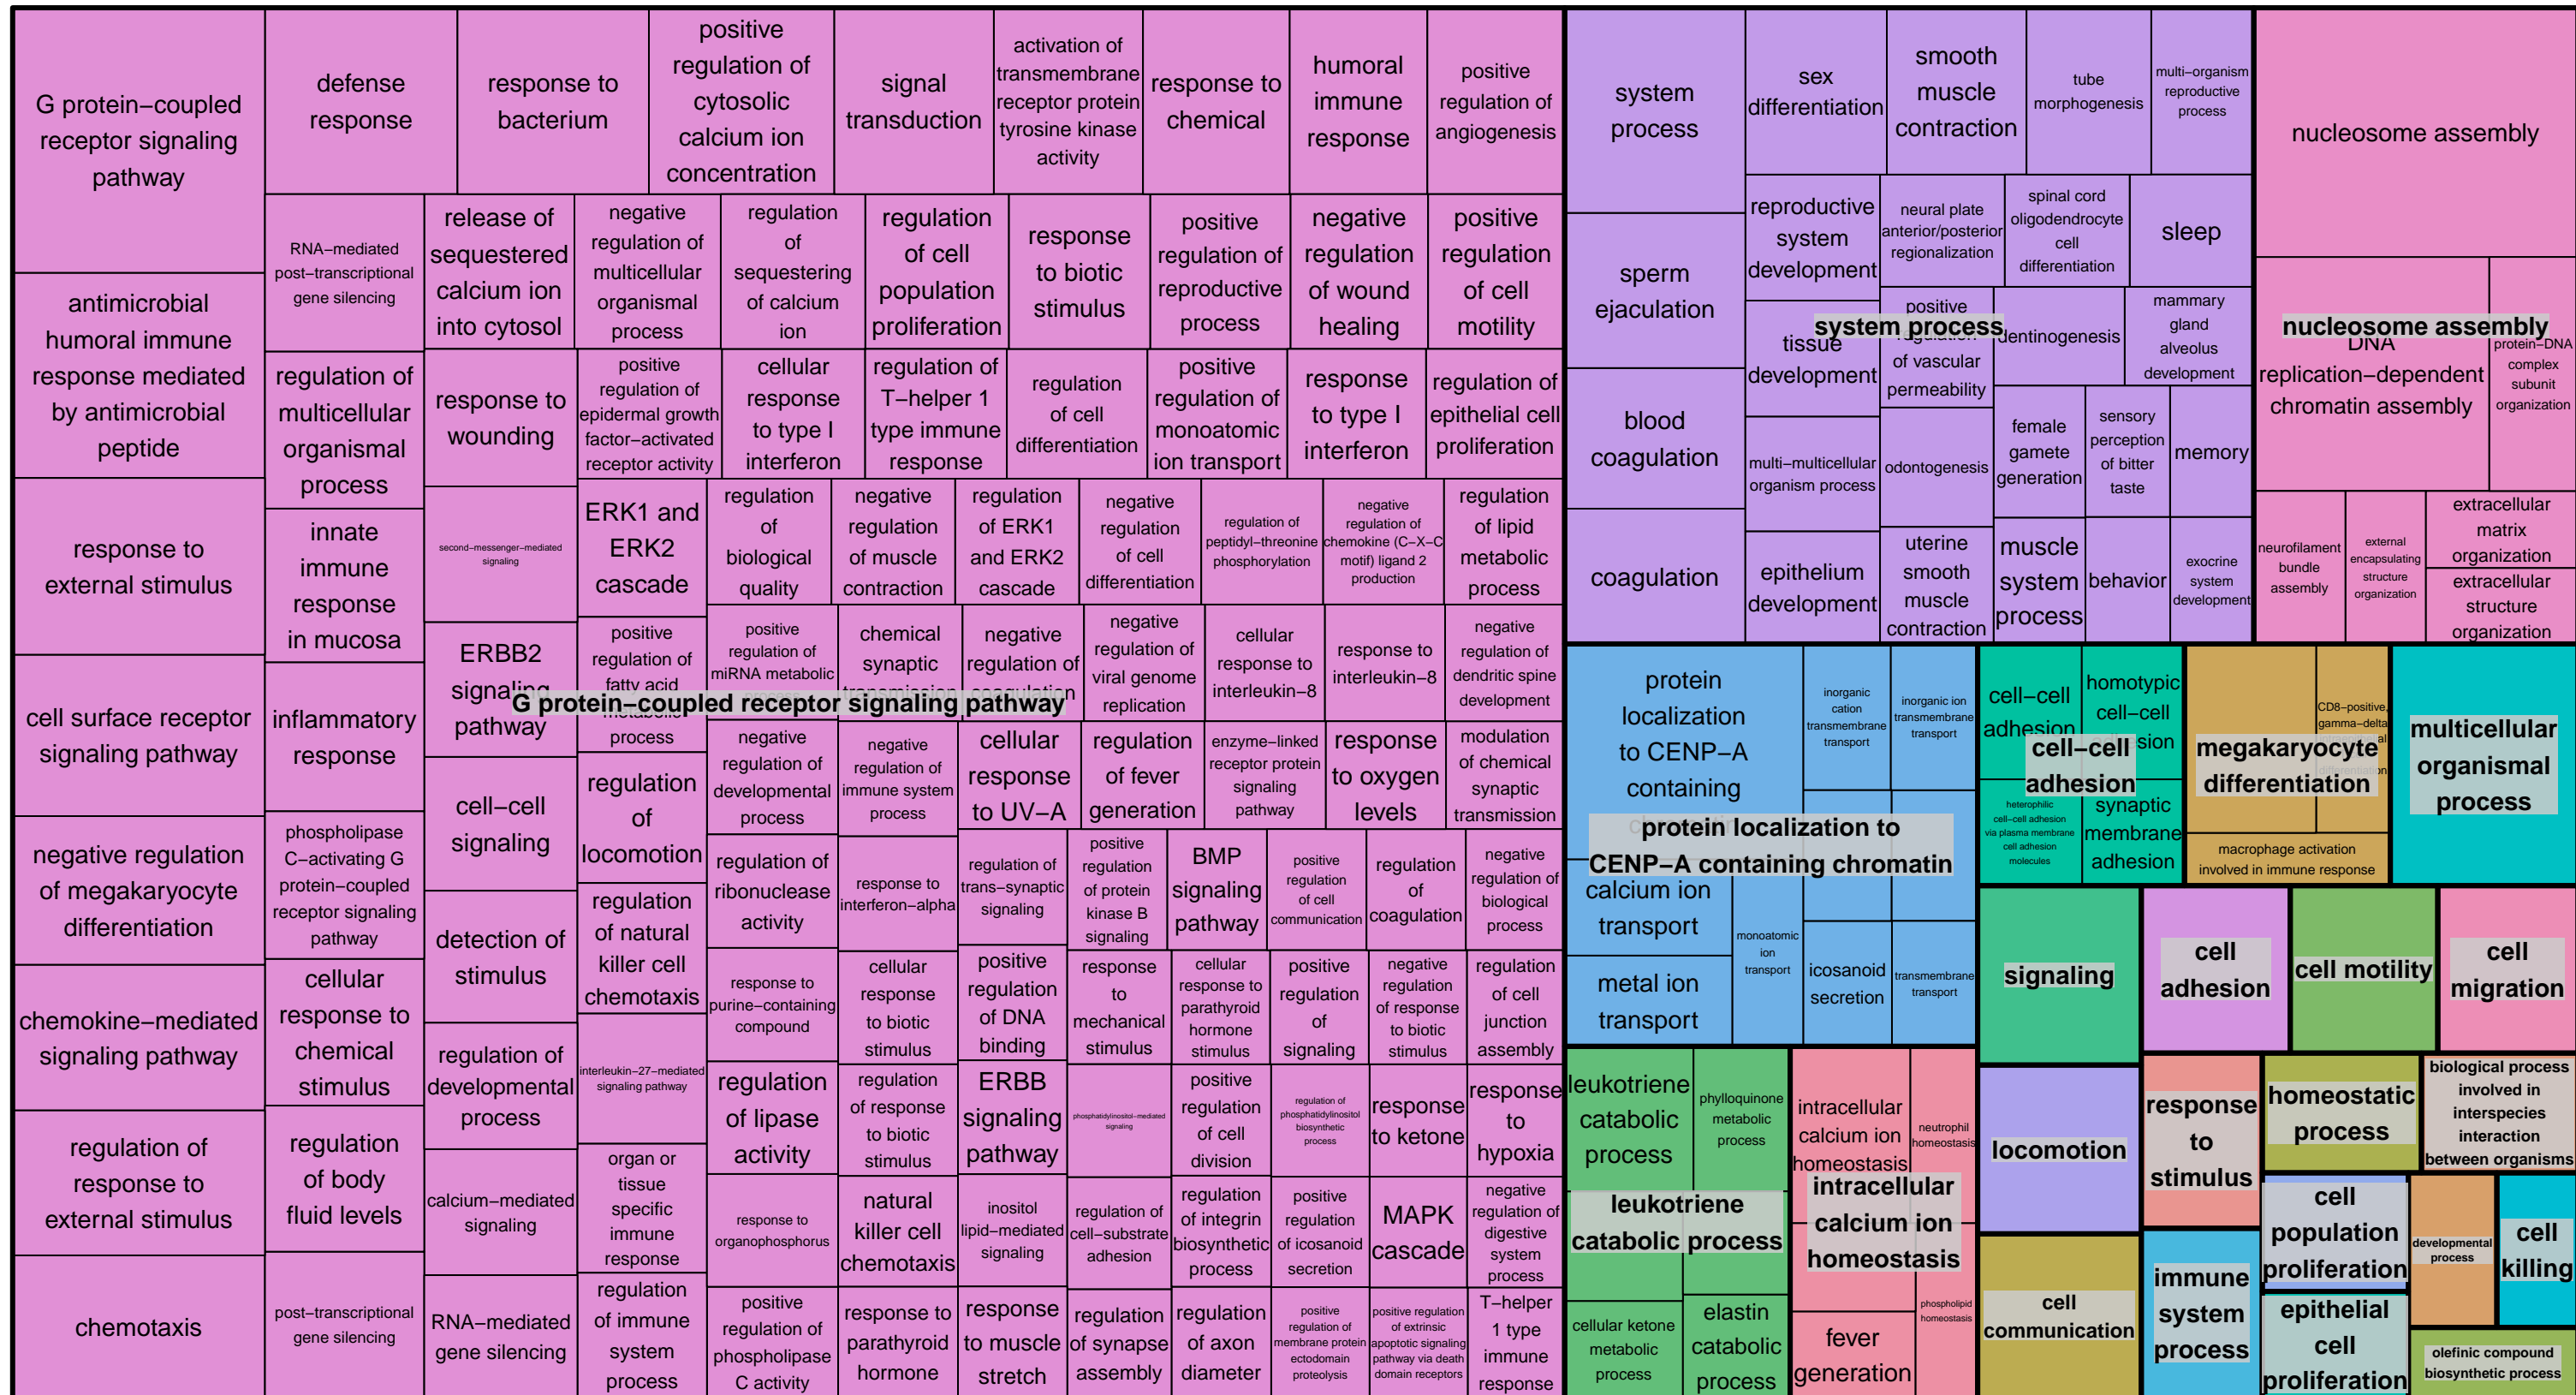 G protein−coupled
receptor signaling
pathway
antimicrobial
humoral immune
response mediated
by antimicrobial
peptide
response to
external stimulus
cell surface receptor
signaling pathway
negative regulation
of megakaryocyte
differentiation
chemokine−mediated
signaling pathway
regulation of
response to
external stimulus
chemotaxis
defense
response
response to
bacterium
positive
regulation of
cytosolic
calcium ion
concentration
signal
transduction
activation of
transmembrane
receptor protein
tyrosine kinase
activity
response to
chemical
humoral
immune
response
positive
regulation of
angiogenesis
RNA−mediated
post−transcriptional
gene silencing
regulation of
multicellular
organismal
process
innate
immune
response
in mucosa
inflammatory
response
phospholipase
C−activating G
protein−coupled
receptor signaling
pathway
cellular
response to
chemical
stimulus
regulation
of body
fluid levels
post−transcriptional
gene silencing
release of
sequestered
calcium ion
into cytosol
negative
regulation of
multicellular
organismal
process
regulation
of
sequestering
of calcium
ion
regulation
of cell
population
proliferation
response
to biotic
stimulus
positive
regulation of
reproductive
process
negative
regulation
of wound
healing
positive
regulation
of cell
motility
response to
wounding
second−messenger−mediated
signaling
ERBB2
signaling
pathway
cell−cell
signaling
detection of
stimulus
regulation of
developmental
process
calcium−mediated
signaling
RNA−mediated
gene silencing
positive
regulation of
epidermal growth
factor−activated
receptor activity
cellular
response
to type I
interferon
regulation of
T−helper 1
type immune
response
regulation
of cell
differentiation
positive
regulation of
monoatomic
ion transport
response
to type I
interferon
regulation of
epithelial cell
proliferation
ERK1 and
ERK2
cascade
positive
regulation of
fatty acid
metabolic
process
regulation
of
locomotion
regulation
of natural
killer cell
chemotaxis
interleukin−27−mediated
signaling pathway
organ or
tissue
specific
immune
response
regulation
of immune
system
process
regulation
of
biological
quality
negative
regulation
of muscle
contraction
regulation
of ERK1
and ERK2
cascade
negative
regulation
of cell
differentiation
regulation of
peptidyl−threonine
phosphorylation
negative
regulation of
chemokine (C−X−C
motif) ligand 2
production
regulation
of lipid
metabolic
process
positive
regulation of
miRNA metabolic
process
chemical
synaptic
transmission
negative
regulation of
coagulation
negative
regulation of
viral genome
replication
cellular
response to
interleukin−8
response to
interleukin−8
negative
regulation of
dendritic spine
development
G protein−coupled receptor signaling pathway
negative
regulation of
developmental
process
negative
regulation of
immune system
process
cellular
response
to UV−A
regulation
of fever
generation
enzyme−linked
receptor protein
signaling
pathway
response
to oxygen
levels
modulation
of chemical
synaptic
transmission
regulation of
ribonuclease
activity
response to
interferon−alpha
regulation of
trans−synaptic
signaling
positive
regulation
of protein
kinase B
signaling
BMP
signaling
pathway
positive
regulation
of cell
communication
regulation
of
coagulation
negative
regulation of
biological
process
response to
purine−containing
compound
cellular
response
to biotic
stimulus
positive
regulation
of DNA
binding
response
to
mechanical
stimulus
cellular
response to
parathyroid
hormone
stimulus
positive
regulation
of
signaling
negative
regulation
of response
to biotic
stimulus
regulation
of cell
junction
assembly
regulation
of lipase
activity
regulation
of response
to biotic
stimulus
ERBB
signaling
pathway
phosphatidylinositol−mediated
signaling
positive
regulation
of cell
division
regulation of
phosphatidylinositol
biosynthetic
process
response
to ketone
response
to
hypoxia
response to
organophosphorus
natural
killer cell
chemotaxis
inositol
lipid−mediated
signaling
regulation of
cell−substrate
adhesion
regulation
of integrin
biosynthetic
process
positive
regulation
of icosanoid
secretion
MAPK
cascade
negative
regulation of
digestive
system
process
positive
regulation of
phospholipase
C activity
response to
parathyroid
hormone
response
to muscle
stretch
regulation
of synapse
assembly
regulation
of axon
diameter
positive
regulation of
membrane protein
ectodomain
proteolysis
positive regulation
of extrinsic
apoptotic signaling
pathway via death
domain receptors
T−helper
1 type
immune
response
system
process
sperm
ejaculation
blood
coagulation
coagulation
sex
differentiation
smooth
muscle
contraction
tube
morphogenesis
multi−organism
reproductive
process
reproductive
system
development
neural plate
anterior/posterior
regionalization
spinal cord
oligodendrocyte
cell
differentiation
sleep
tissue
development
positive
regulation
of vascular
permeability
dentinogenesis
mammary
gland
alveolus
development
system process
multi−multicellular
organism process
odontogenesis
female
gamete
generation
sensory
perception
of bitter
taste
memory
epithelium
development
uterine
smooth
muscle
contraction
muscle
system
process
behavior
exocrine
system
development
nucleosome assembly
nucleosome assembly
DNA
replication−dependent
chromatin assembly
protein−DNA
complex
subunit
organization
neurofilament
bundle
assembly
external
encapsulating
structure
organization
extracellular
matrix
organization
extracellular
structure
organization
protein
localization
to CENP−A
containing
chromatin
protein localization to
CENP−A containing chromatin
calcium ion
transport
metal ion
transport
monoatomic
ion
transport
inorganic
cation
transmembrane
transport
inorganic ion
transmembrane
transport
icosanoid
secretion
transmembrane
transport
cell−cell
adhesion
homotypic
cell−cell
adhesion
cell−cell
adhesion
heterophilic
cell−cell adhesion
via plasma membrane
cell adhesion
molecules
synaptic
membrane
adhesion
megakaryocyte
differentiation
CD8−positive,
gamma−delta
differentiation
macrophage activation
involved in immune response
multicellular
organismal
process
signaling
cell
adhesion
cell motility
cell
migration
leukotriene
catabolic
process
phylloquinone
metabolic
process
leukotriene
catabolic process
cellular ketone
metabolic
process
elastin
catabolic
process
intracellular
calcium ion
homeostasis
neutrophil
homeostasis
intracellular
calcium ion
homeostasis
fever
generation
phospholipid
homeostasis
locomotion
cell
communication
response
to
stimulus
immune
system
process
homeostatic
process
biological process
involved in
interspecies
interaction
between organisms
cell
population
proliferation
developmental
process
cell
killing
epithelial
cell
proliferation
olefinic compound
biosynthetic process